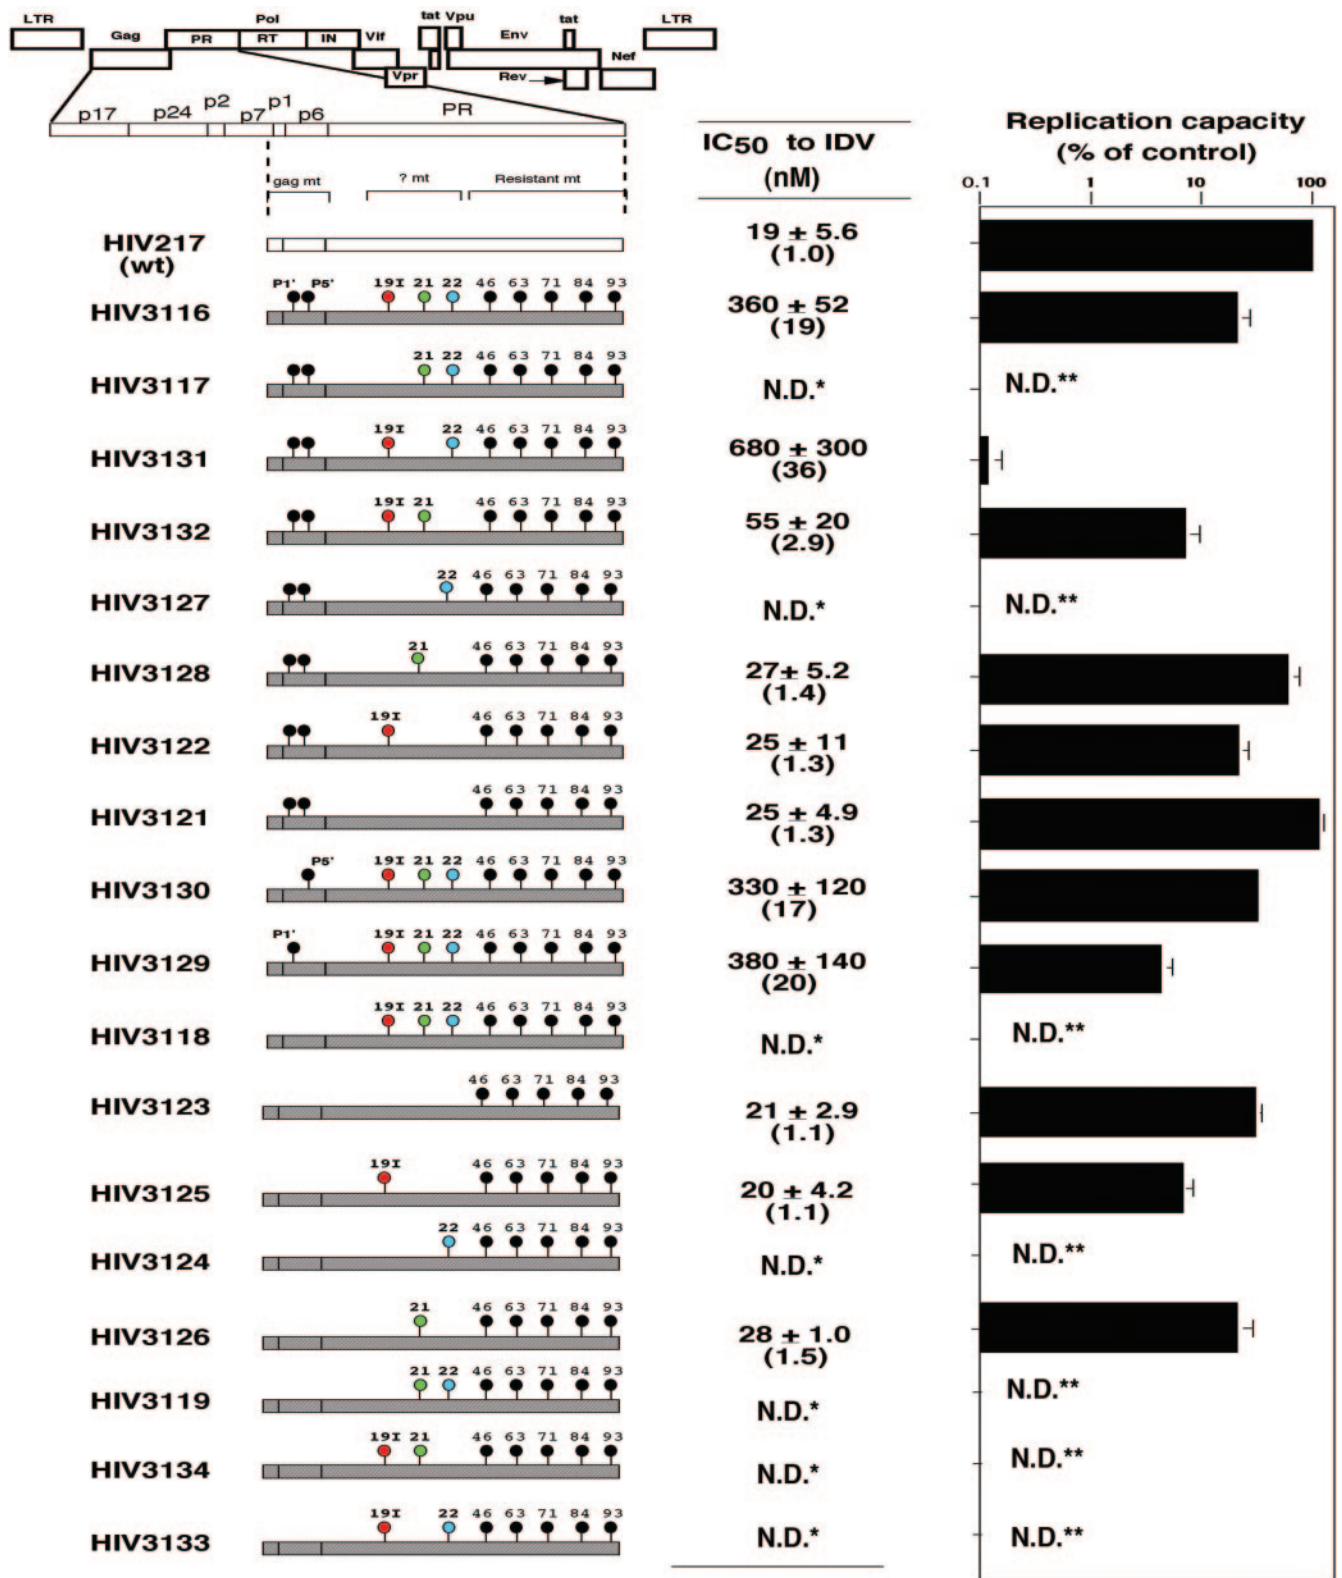 LTR Pol tat Vpu tat LTR
Gag PR RT IN Vif Env Nef
Vpr Rev
p17 p24 p2 p7 p1 p6 PR
gag mt ? mt Resistant mt
IC50 to IDV
(nM)
Replication capacity
(% of control)
0.1 1 10 100
HIV217
(wt)
19 ± 5.6
(1.0)
P1' P5' 19I 21 22 46 63 71 84 93
HIV3116
360 ± 52
(19)
21 22 46 63 71 84 93
HIV3117
N.D.* N.D.**
19I 22 46 63 71 84 93
HIV3131
680 ± 300
(36)
19I 21 46 63 71 84 93
HIV3132
55 ± 20
(2.9)
22 46 63 71 84 93
HIV3127
N.D.* N.D.**
21 46 63 71 84 93
HIV3128
27± 5.2
(1.4)
19I 46 63 71 84 93
HIV3122
25 ± 11
(1.3)
46 63 71 84 93
HIV3121
25 ± 4.9
(1.3)
P5' 19I 21 22 46 63 71 84 93
HIV3130
330 ± 120
(17)
P1' 19I 21 22 46 63 71 84 93
HIV3129
380 ± 140
(20)
19I 21 22 46 63 71 84 93
HIV3118
N.D.* N.D.**
46 63 71 84 93
HIV3123
21 ± 2.9
(1.1)
19I 46 63 71 84 93
HIV3125
20 ± 4.2
(1.1)
22 46 63 71 84 93
HIV3124
N.D.* N.D.**
21 46 63 71 84 93
HIV3126
28 ± 1.0
(1.5)
21 22 46 63 71 84 93
HIV3119
N.D.* N.D.**
19I 21 46 63 71 84 93
HIV3134
N.D.* N.D.**
19I 22 46 63 71 84 93
HIV3133
N.D.* N.D.**